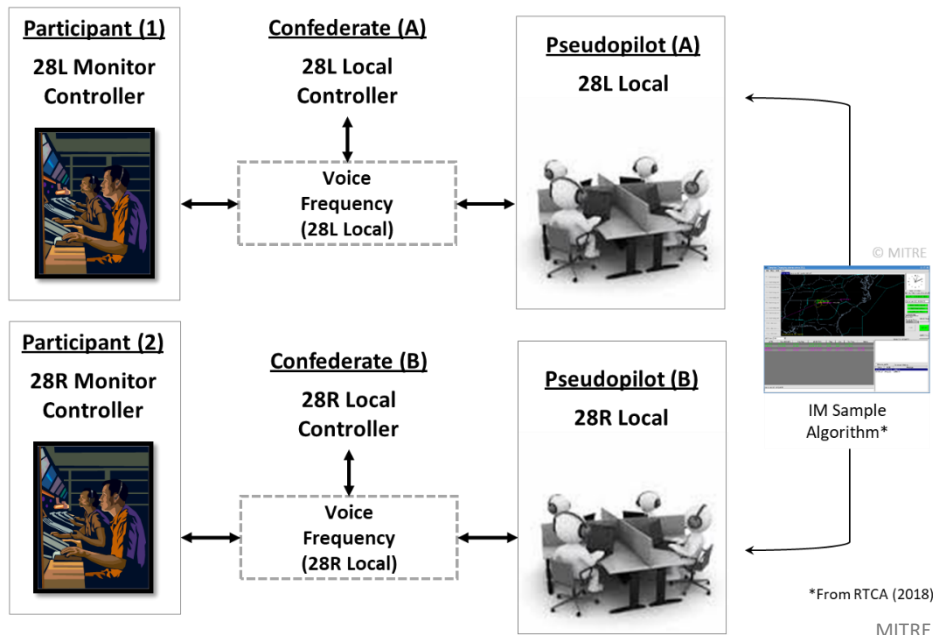 Participant (1)
28L Monitor
Controller
Confederate (A)
28L Local
Controller
Voice
Frequency
(28L Local)
Pseudopilot (A)
28L Local
© MITRE
IM Sample
Algorithm*
Participant (2)
28R Monitor
Controller
Confederate (B)
28R Local
Controller
Voice
Frequency
(28R Local)
Pseudopilot (B)
28R Local
*From RTCA (2018)
MITRE